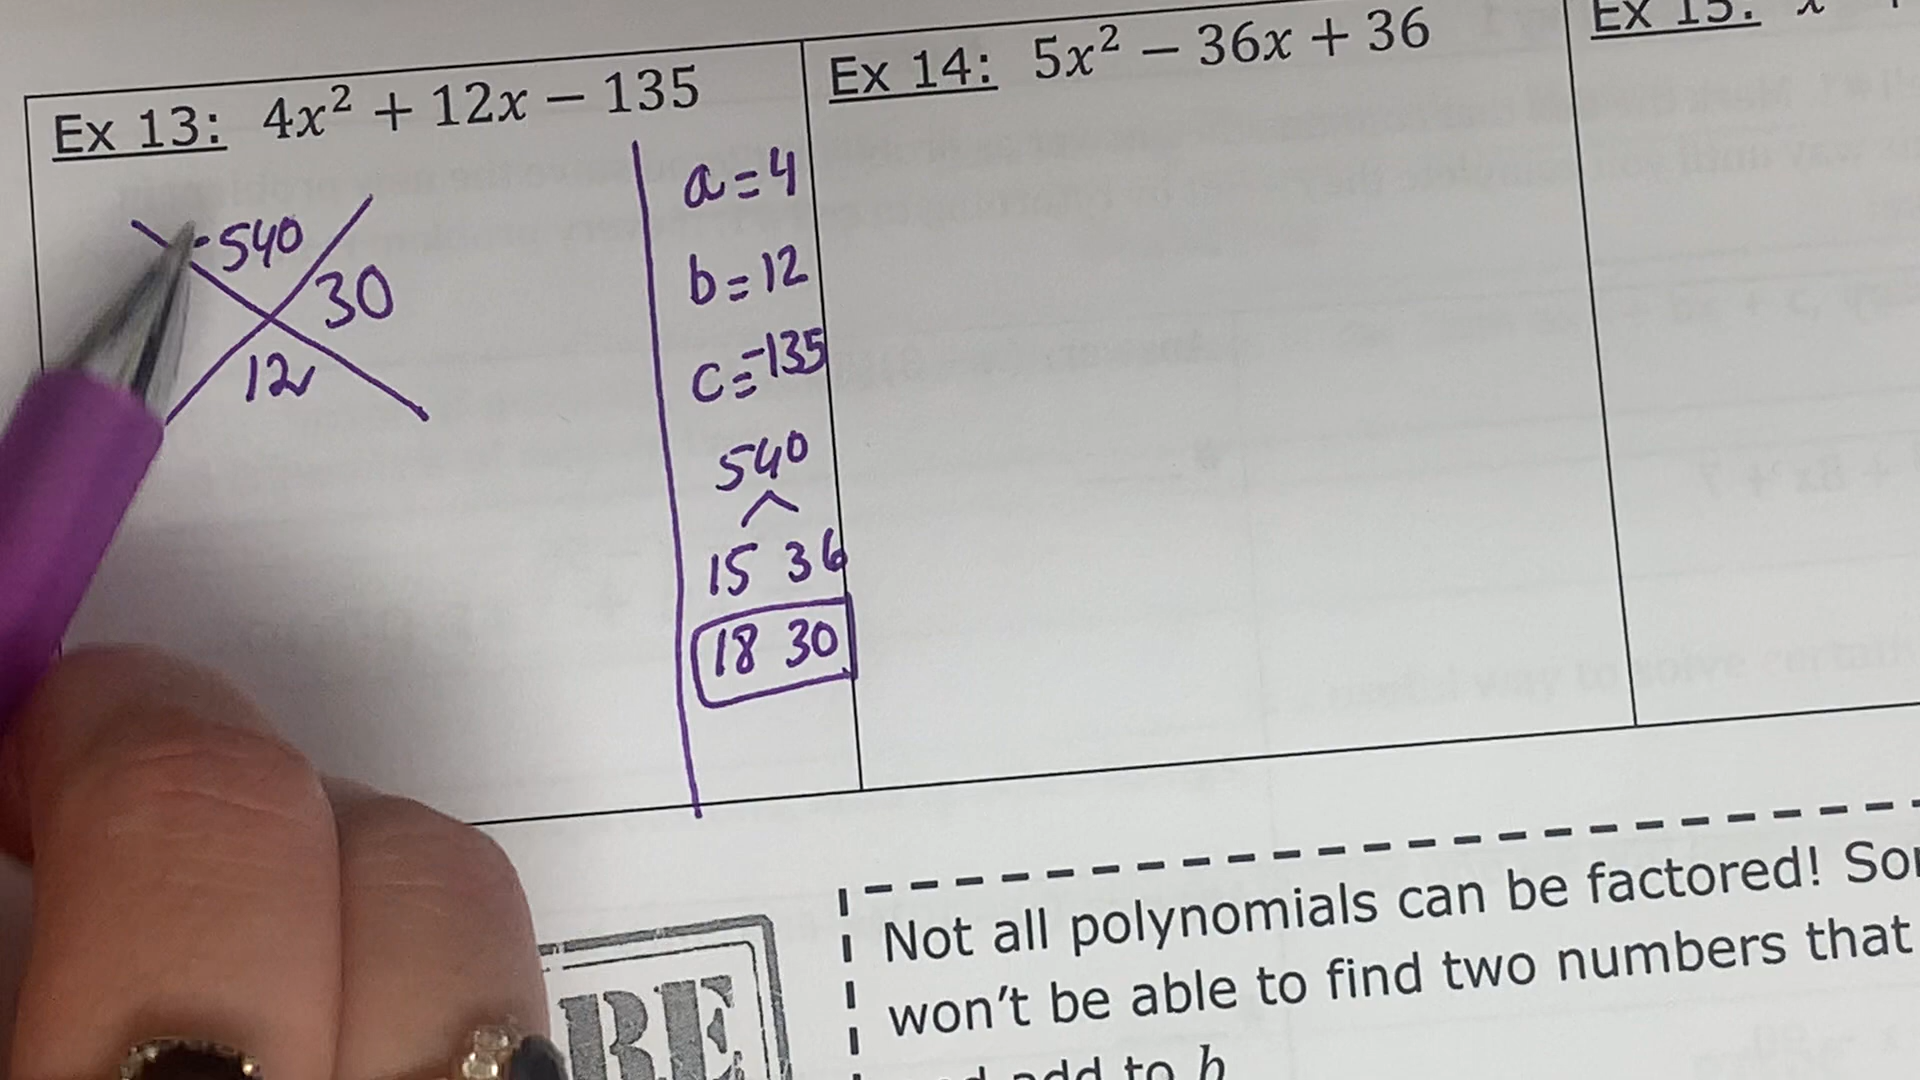 Ex 13: 4x² + 12x − 135
-540
30
12
a=4
b=12
c=-135
540
15 36
18 30
Ex 14: 5x² − 36x + 36
Ex 15: x
Not all polynomials can be factored!
won't be able to find two numbers that
add to b